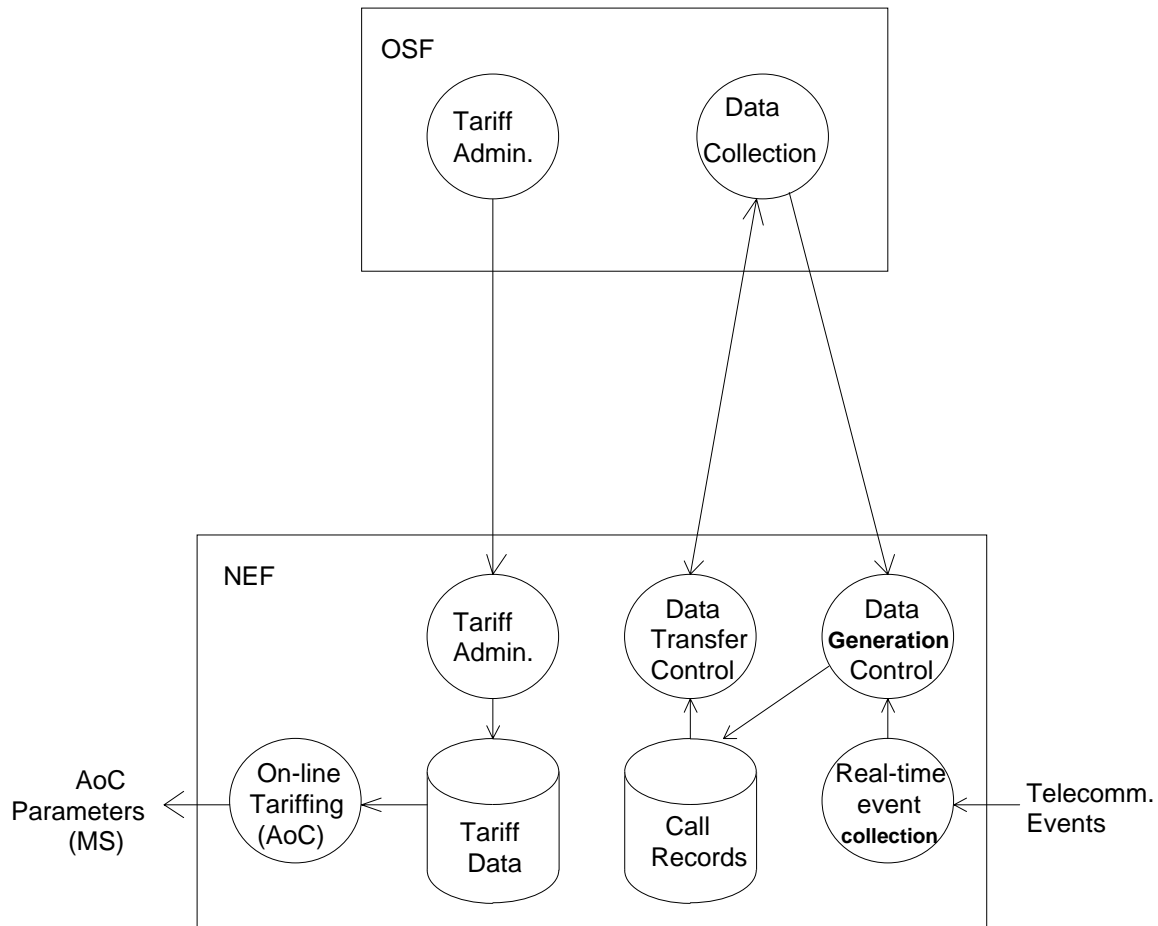 OSF
Tariff
Admin.
Data
Collection
NEF
Tariff
Admin.
Data
Transfer
Control
Data
Generation
Control
AoC
Parameters
(MS)
On-line
Tariffing
(AoC)
Tariff
Data
Call
Records
Real-time
event
collection
Telecomm.
Events